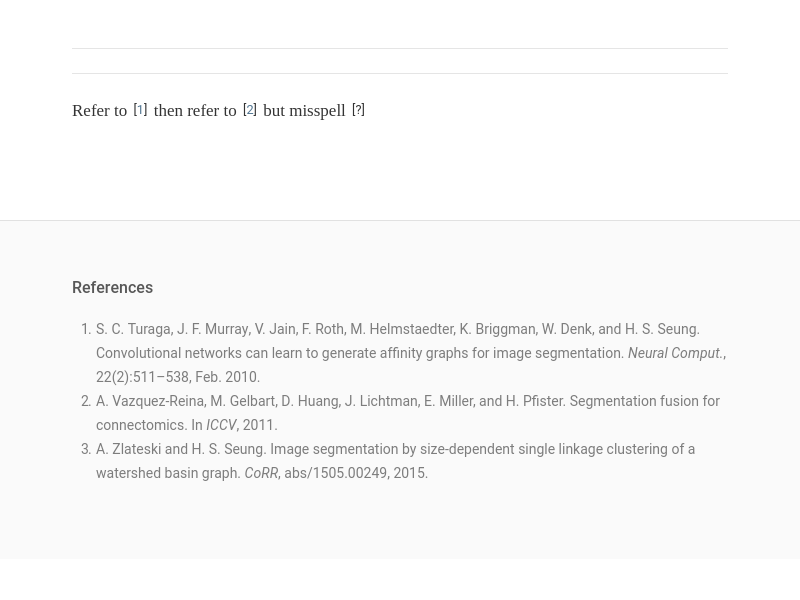 Refer to [1] then refer to [2] but misspell [?]
References
1. S. C. Turaga, J. F. Murray, V. Jain, F. Roth, M. Helmstaedter, K. Briggman, W. Denk, and H. S. Seung.
Convolutional networks can learn to generate affinity graphs for image segmentation. Neural Comput.,
22(2):511–538, Feb. 2010.
2. A. Vazquez-Reina, M. Gelbart, D. Huang, J. Lichtman, E. Miller, and H. Pfister. Segmentation fusion for
connectomics. In ICCV, 2011.
3. A. Zlateski and H. S. Seung. Image segmentation by size-dependent single linkage clustering of a
watershed basin graph. CoRR, abs/1505.00249, 2015.